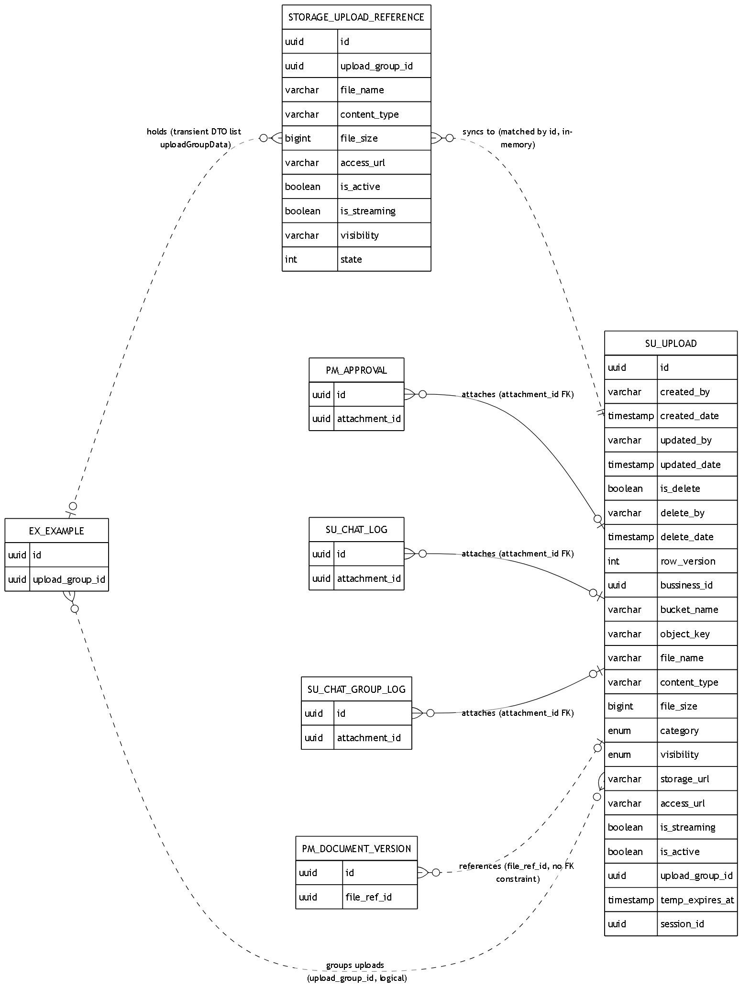 STORAGE_UPLOAD_REFERENCE
uuid id
uuid upload_group_id
varchar file_name
varchar content_type
bigint file_size
varchar access_url
boolean is_active
boolean is_streaming
varchar visibility
int state
holds (transient DTO list
uploadGroupData)
syncs to (matched by id, in-
memory)
PM_APPROVAL
uuid id
uuid attachment_id
attaches (attachment_id FK)
EX_EXAMPLE
uuid id
uuid upload_group_id
SU_CHAT_LOG
uuid id
uuid attachment_id
attaches (attachment_id FK)
SU_CHAT_GROUP_LOG
uuid id
uuid attachment_id
attaches (attachment_id FK)
PM_DOCUMENT_VERSION
uuid id
uuid file_ref_id
references (file_ref_id, no FK
constraint)
groups uploads
(upload_group_id, logical)
SU_UPLOAD
uuid id
varchar created_by
timestamp created_date
varchar updated_by
timestamp updated_date
boolean is_delete
varchar delete_by
timestamp delete_date
int row_version
uuid bussiness_id
varchar bucket_name
varchar object_key
varchar file_name
varchar content_type
bigint file_size
enum category
enum visibility
varchar storage_url
varchar access_url
boolean is_streaming
boolean is_active
uuid upload_group_id
timestamp temp_expires_at
uuid session_id